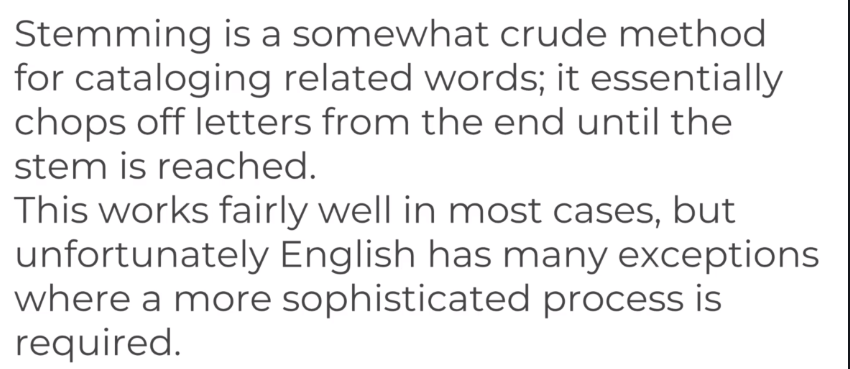 Stemming is a somewhat crude method
for cataloging related words; it essentially
chops off letters from the end until the
stem is reached.
This works fairly well in most cases, but
unfortunately English has many exceptions
where a more sophisticated process is
required.